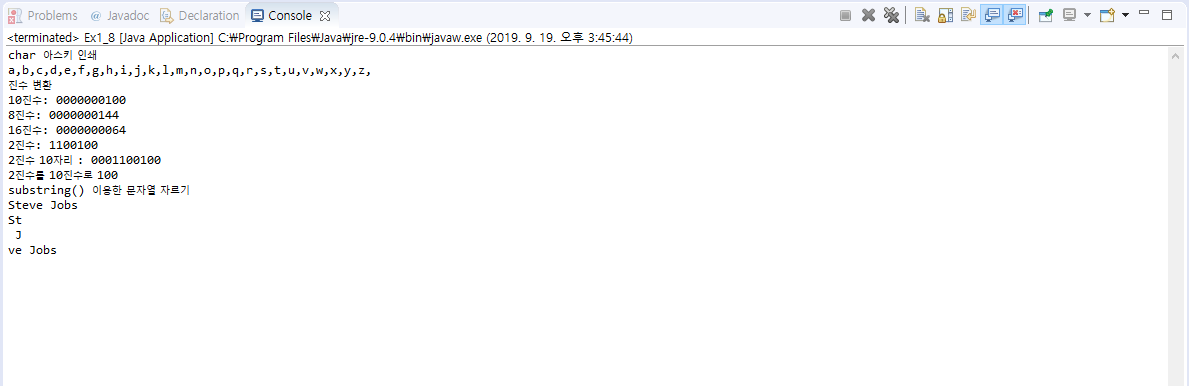 Problems @ Javadoc Declaration Console
<terminated> Ex1_8 [Java Application] C:₩Program Files₩Java₩jre-9.0.4₩bin₩javaw.exe (2019. 9. 19. 오후 3:45:44)
char 아스키 인쇄
a,b,c,d,e,f,g,h,i,j,k,l,m,n,o,p,q,r,s,t,u,v,w,x,y,z,
진수 변환
10진수: 0000000100
8진수: 0000000144
16진수: 0000000064
2진수: 1100100
2진수 10자리 : 0001100100
2진수를 10진수로 100
substring() 이용한 문자열 자르기
Steve Jobs
St
 J
ve Jobs